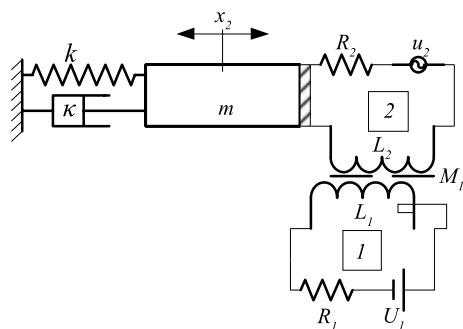 x₂
R₂
u₂
k
κ
m
2
L₂
M₁
L₁
1
R₁
U₁